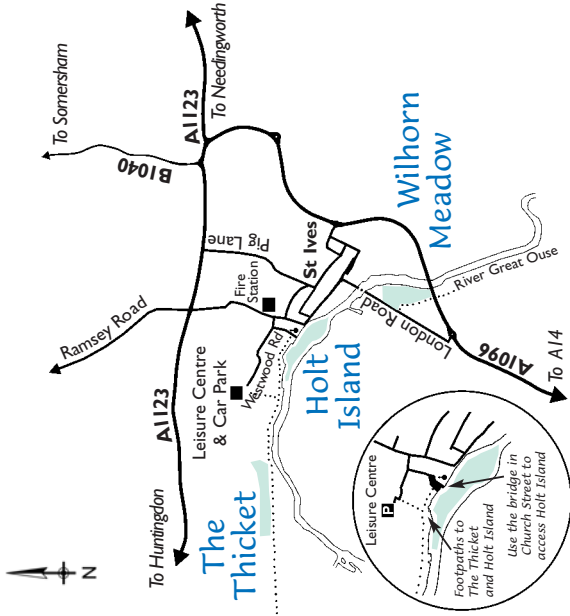 To Somersham
A1123
To Needingworth
B1040
Ramsey Road
Pig Lane
Fire
Station
St Ives
Wilhorn
Meadow
A1123
Leisure Centre
& Car Park
Westwood Rd
London Road
River Great Ouse
Holt
Island
A1096
To A14
To Huntingdon
The
Thicket
N
Leisure Centre
P
Footpaths to
The Thicket
and Holt Island
Use the bridge in
Church Street to
access Holt Island